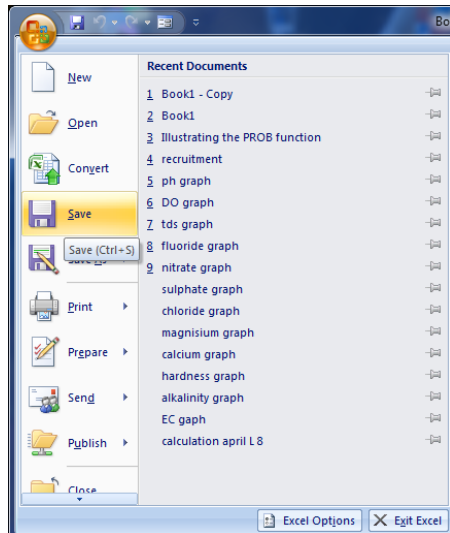 Bo
New
Open
Convert
Save
Save (Ctrl+S)
Save As
Print
Prepare
Send
Publish
Close
Recent Documents
1 Book1 - Copy
2 Book1
3 Illustrating the PROB function
4 recruitment
5 ph graph
6 DO graph
7 tds graph
8 fluoride graph
9 nitrate graph
sulphate graph
chloride graph
magnisium graph
calcium graph
hardness graph
alkalinity graph
EC gaph
calculation april L 8
Excel Options
Exit Excel